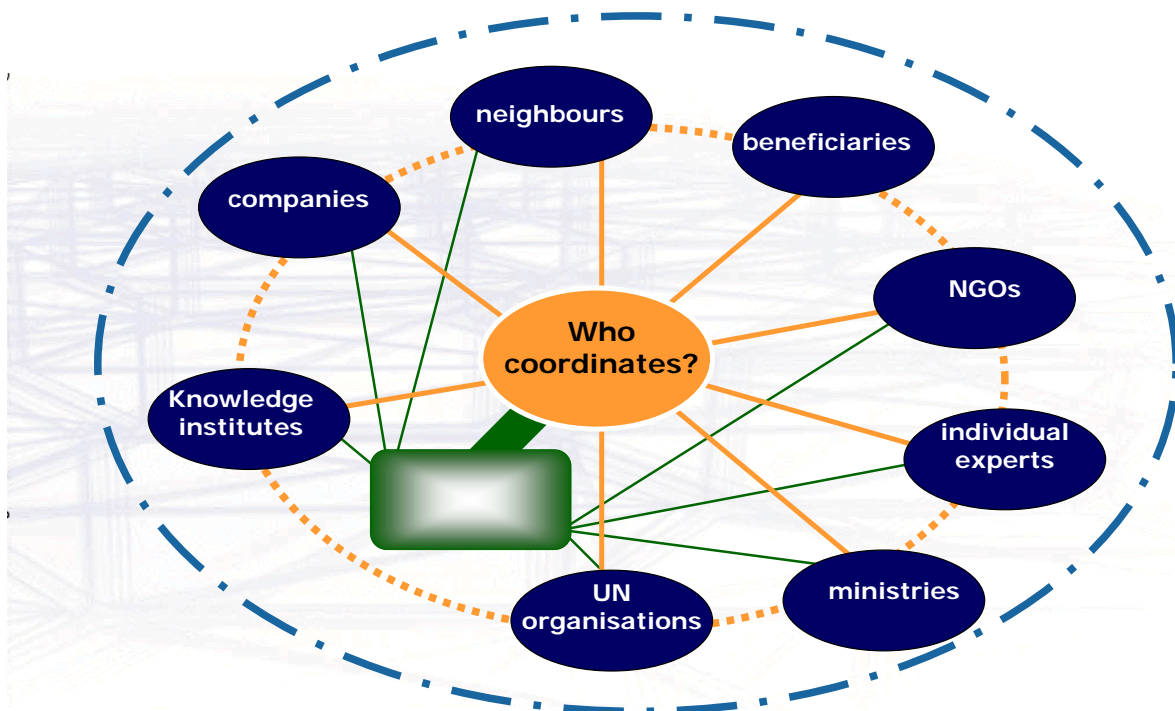 neighbours
beneficiaries
companies
NGOs
Who
coordinates?
Knowledge
institutes
individual
experts
UN
organisations
ministries